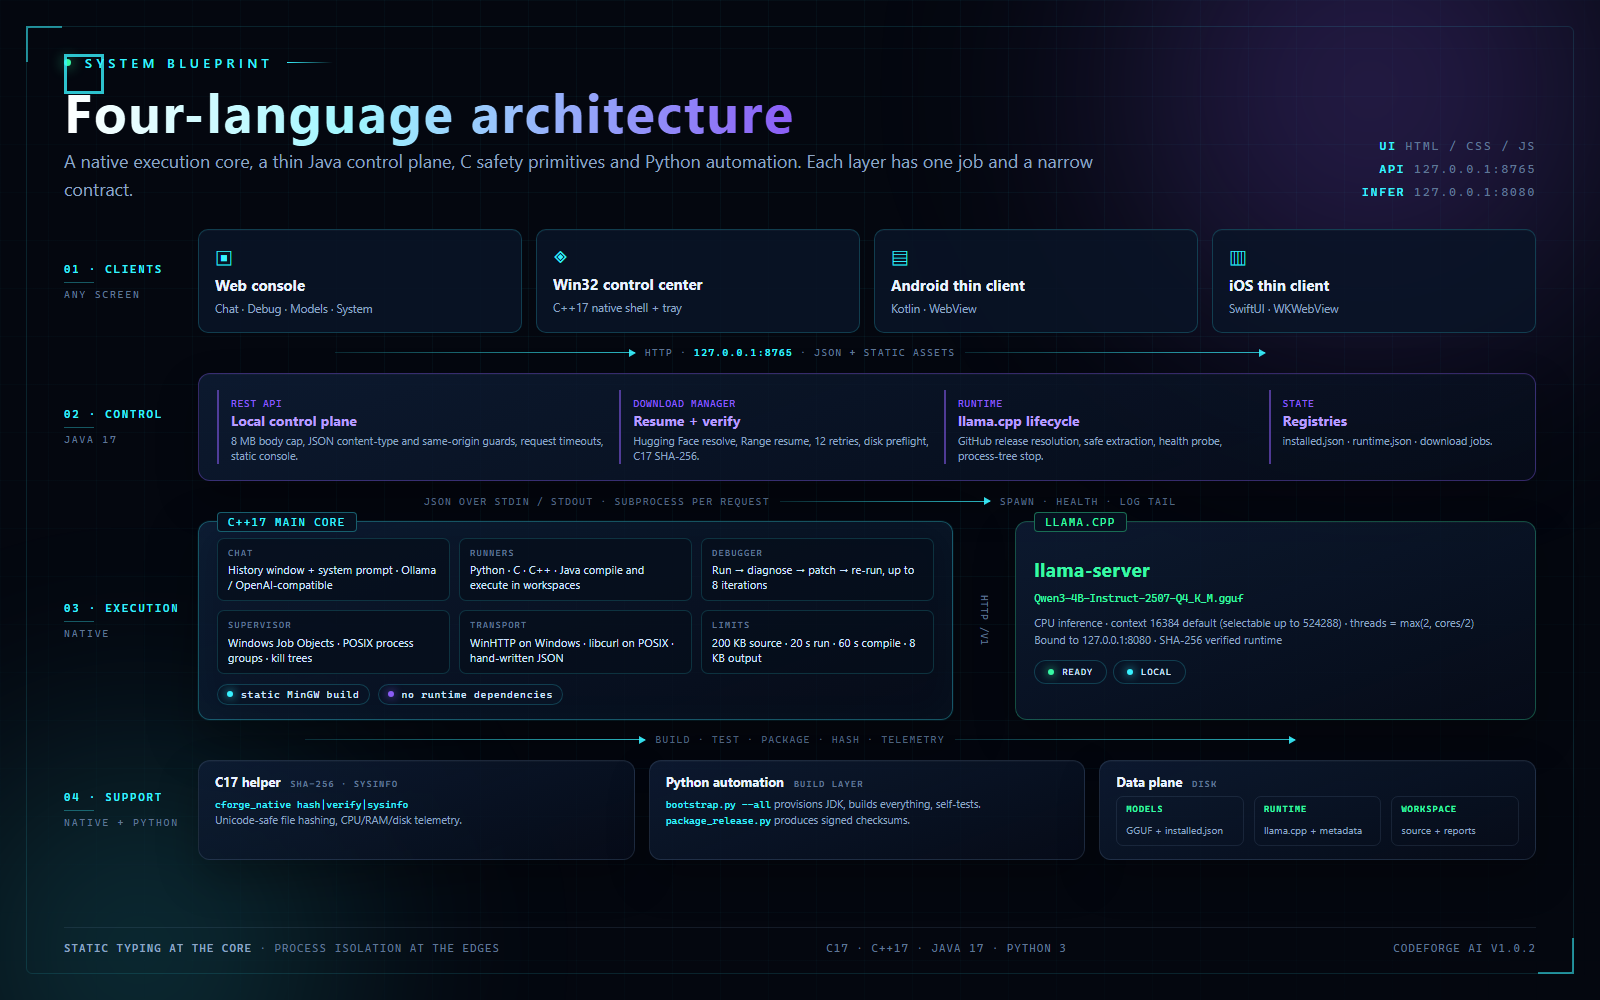 SYSTEM BLUEPRINT
Four-language architecture
A native execution core, a thin Java control plane, C safety primitives and Python automation. Each layer has one job and a narrow
contract.
UI HTML / CSS / JS
API 127.0.0.1:8765
INFER 127.0.0.1:8080
01 · CLIENTS
ANY SCREEN
Web console
Chat · Debug · Models · System
Win32 control center
C++17 native shell + tray
Android thin client
Kotlin · WebView
iOS thin client
SwiftUI · WKWebView
HTTP · 127.0.0.1:8765 · JSON + STATIC ASSETS
02 · CONTROL
JAVA 17
REST API
Local control plane
8 MB body cap, JSON content-type and same-origin guards, request timeouts,
static console.
DOWNLOAD MANAGER
Resume + verify
Hugging Face resolve, Range resume, 12 retries, disk preflight,
C17 SHA-256.
RUNTIME
llama.cpp lifecycle
GitHub release resolution, safe extraction, health probe,
process-tree stop.
STATE
Registries
installed.json · runtime.json · download jobs.
JSON OVER STDIN / STDOUT · SUBPROCESS PER REQUEST
SPAWN · HEALTH · LOG TAIL
03 · EXECUTION
NATIVE
C++17 MAIN CORE
CHAT
History window + system prompt · Ollama
/ OpenAI-compatible
RUNNERS
Python · C · C++ · Java compile and
execute in workspaces
DEBUGGER
Run → diagnose → patch → re-run, up to
8 iterations
SUPERVISOR
Windows Job Objects · POSIX process
groups · kill trees
TRANSPORT
WinHTTP on Windows · libcurl on POSIX ·
hand-written JSON
LIMITS
200 KB source · 20 s run · 60 s compile · 8
KB output
static MinGW build
no runtime dependencies
HTTP /V1
LLAMA.CPP
llama-server
Qwen3-4B-Instruct-2507-Q4_K_M.gguf
CPU inference · context 16384 default (selectable up to 524288) · threads = max(2, cores/2)
Bound to 127.0.0.1:8080 · SHA-256 verified runtime
READY
LOCAL
BUILD · TEST · PACKAGE · HASH · TELEMETRY
04 · SUPPORT
NATIVE + PYTHON
C17 helper SHA-256 · SYSINFO
cforge_native hash|verify|sysinfo
Unicode-safe file hashing, CPU/RAM/disk telemetry.
Python automation BUILD LAYER
bootstrap.py --all provisions JDK, builds everything, self-tests.
package_release.py produces signed checksums.
Data plane DISK
MODELS
GGUF + installed.json
RUNTIME
llama.cpp + metadata
WORKSPACE
source + reports
STATIC TYPING AT THE CORE · PROCESS ISOLATION AT THE EDGES
C17 · C++17 · JAVA 17 · PYTHON 3
CODEFORGE AI V1.0.2